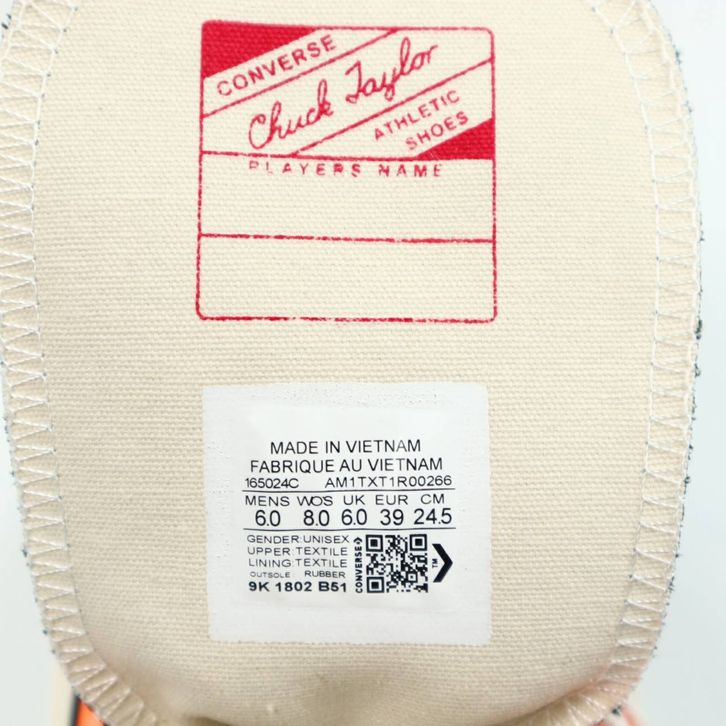 CONVERSE
Chuck Taylor
ATHLETIC
SHOES
PLAYERS NAME
MADE IN VIETNAM
FABRIQUE AU VIETNAM
165024C AM1TXT1R00266
MENS WOS UK EUR CM
6.0 8.0 6.0 39 24.5
GENDER:UNISEX
UPPER:TEXTILE
LINING:TEXTILE
OUTSOLE RUBBER
9K 1802 B51
CONVERSE
TM